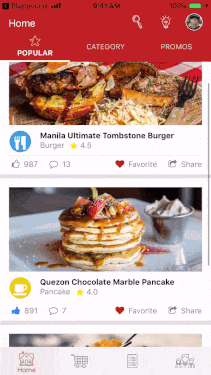 9:41 AM
100%
Home
POPULAR
CATEGORY
PROMOS
Manila Ultimate Tombstone Burger
Burger ★ 4.5
987 13 Favorite Share
Quezon Chocolate Marble Pancake
Pancake ★ 4.0
891 7 Favorite Share
Home